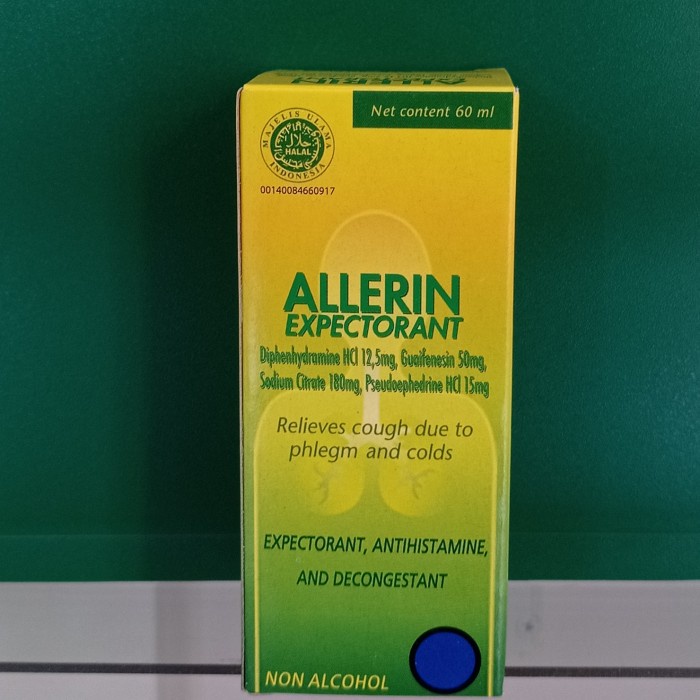 Net content 60 ml
MAJELIS ULAMA
حلال
HALAL
INDONESIA
00140084660917
ALLERIN
EXPECTORANT
Diphenhydramine HCl 12,5mg, Guaifenesin 50mg,
Sodium Citrate 180mg, Pseudoephedrine HCl 15mg
Relieves cough due to
phlegm and colds
EXPECTORANT, ANTIHISTAMINE,
AND DECONGESTANT
NON ALCOHOL